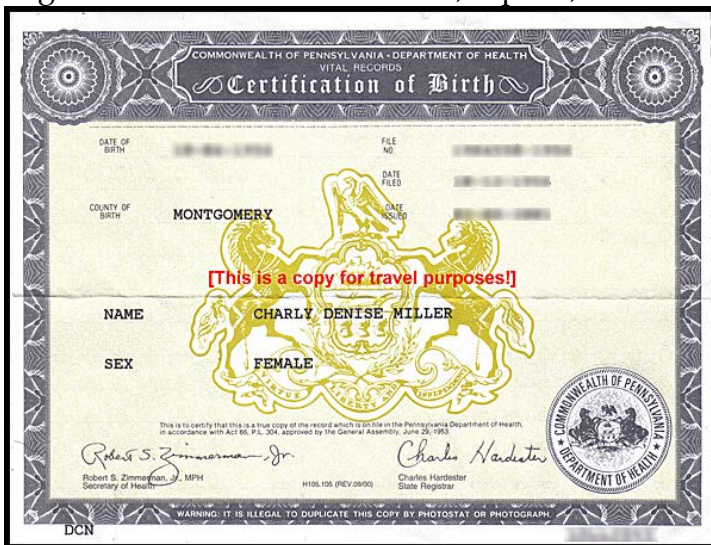 COMMONWEALTH OF PENNSYLVANIA • DEPARTMENT OF HEALTH
VITAL RECORDS
Certification of Birth
DATE OF
BIRTH
FILE
NO.
DATE
FILED
COUNTY OF
BIRTH
MONTGOMERY
DATE
ISSUED
[This is a copy for travel purposes!]
NAME CHARLY DENISE MILLER
SEX FEMALE
VIRTUE LIBERTY AND INDEPENDENCE
This is to certify that this is a true copy of the record which is on file in the Pennsylvania Department of Health,
in accordance with Act 66, P.L. 304, approved by the General Assembly, June 29, 1953.
Robert S. Zimmerman, Jr.
Charles Hardester
Robert S. Zimmerman, Jr., MPH
Secretary of Health
H105.105 (REV.09/00)
Charles Hardester
State Registrar
COMMONWEALTH OF PENNSYLVANIA
DEPARTMENT OF HEALTH
WARNING: IT IS ILLEGAL TO DUPLICATE THIS COPY BY PHOTOSTAT OR PHOTOGRAPH.
DCN